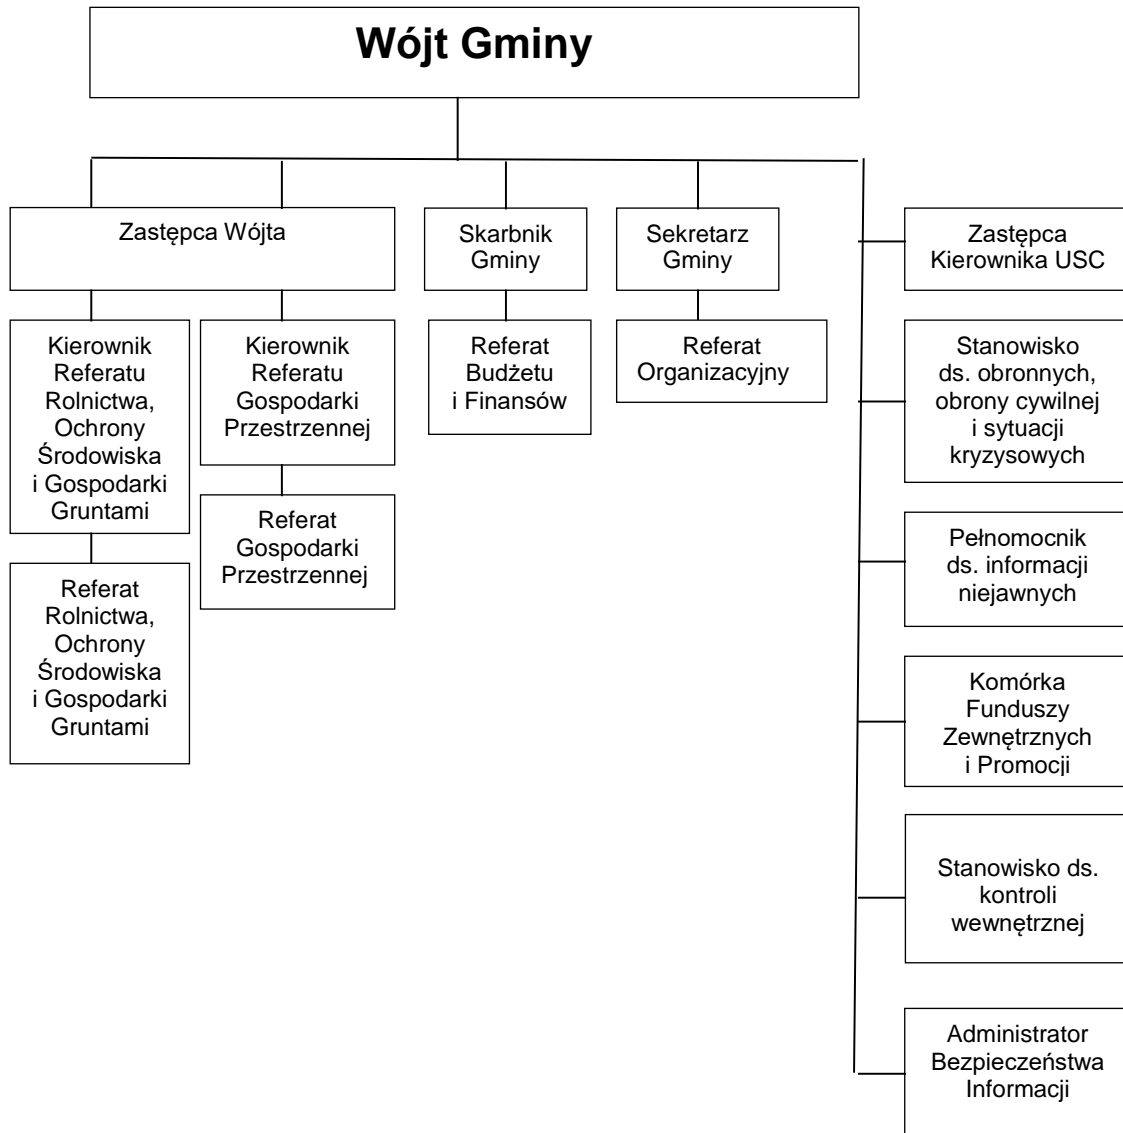 Wójt Gminy
Zastępca Wójta
Skarbnik
Gminy
Sekretarz
Gminy
Zastępca
Kierownika USC
Kierownik
Referatu
Rolnictwa,
Ochrony
Środowiska
i Gospodarki
Gruntami
Kierownik
Referatu
Gospodarki
Przestrzennej
Referat
Budżetu
i Finansów
Referat
Organizacyjny
Stanowisko
ds. obronnych,
obrony cywilnej
i sytuacji
kryzysowych
Referat
Gospodarki
Przestrzennej
Referat
Rolnictwa,
Ochrony
Środowiska
i Gospodarki
Gruntami
Pełnomocnik
ds. informacji
niejawnych
Komórka
Funduszy
Zewnętrznych
i Promocji
Stanowisko ds.
kontroli
wewnętrznej
Administrator
Bezpieczeństwa
Informacji